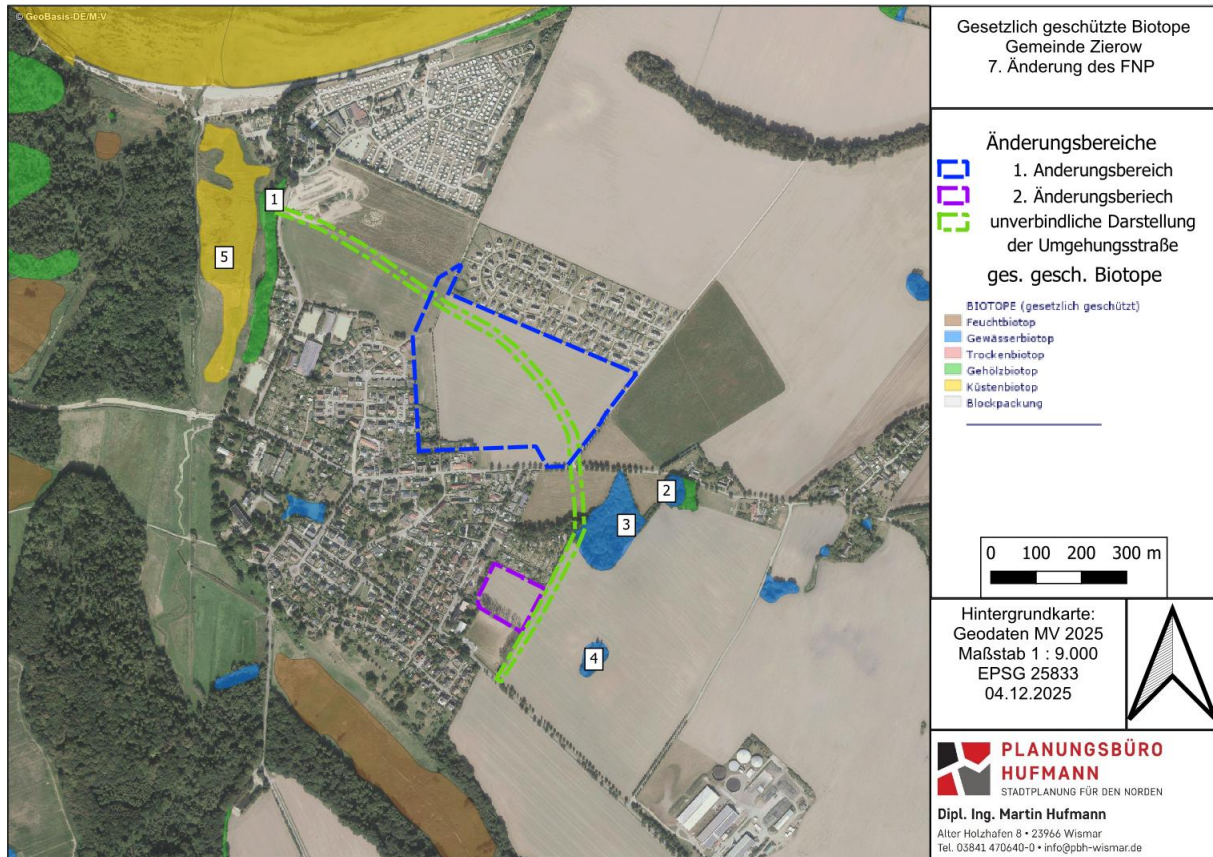 © GeoBasis-DE/M-V
1
5
2
3
4
Gesetzlich geschützte Biotope
Gemeinde Zierow
7. Änderung des FNP
Änderungsbereiche
1. Anderungsbereich
2. Änderungsberiech
unverbindliche Darstellung
der Umgehungsstraße
ges. gesch. Biotope
BIOTOPE (gesetzlich geschützt)
Feuchtbiotop
Gewässerbiotop
Trockenbiotop
Gehölzbiotop
Küstenbiotop
Blockpackung
0 100 200 300 m
Hintergrundkarte:
Geodaten MV 2025
Maßstab 1 : 9.000
EPSG 25833
04.12.2025
PLANUNGSBÜRO
HUFMANN
STADTPLANUNG FÜR DEN NORDEN
Dipl. Ing. Martin Hufmann
Alter Holzhafen 8 • 23966 Wismar
Tel. 03841 470640-0 • info@pbh-wismar.de